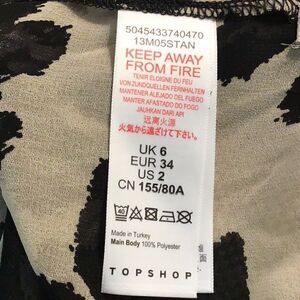 5045433740470
13M05STAN
KEEP AWAY
FROM FIRE
TENIR ELOIGNE DU FEU
VON ZUNDQUELLEN FERNHALTEN
MANTENER ALEJADO DEL FUEGO
MANTER AFASTADO DO FOGO
JAUHKAN DARI API
远离火源
火気から遠ざけて下さい。
UK 6
EUR 34
US 2
CN 155/80A
40
Made in Turkey
Main Body 100% Polyester
TOPSHOP